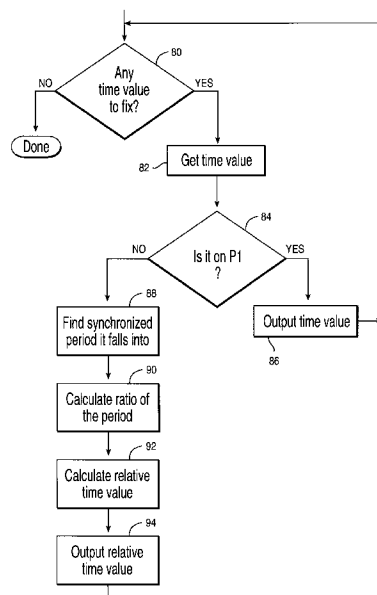 80
Any
time value
to fix?
NO
YES
Done
82
Get time value
84
Is it on P1
?
NO
YES
88
Find synchronized
period it falls into
Output time value
86
90
Calculate ratio of
the period
92
Calculate relative
time value
94
Output relative
time value